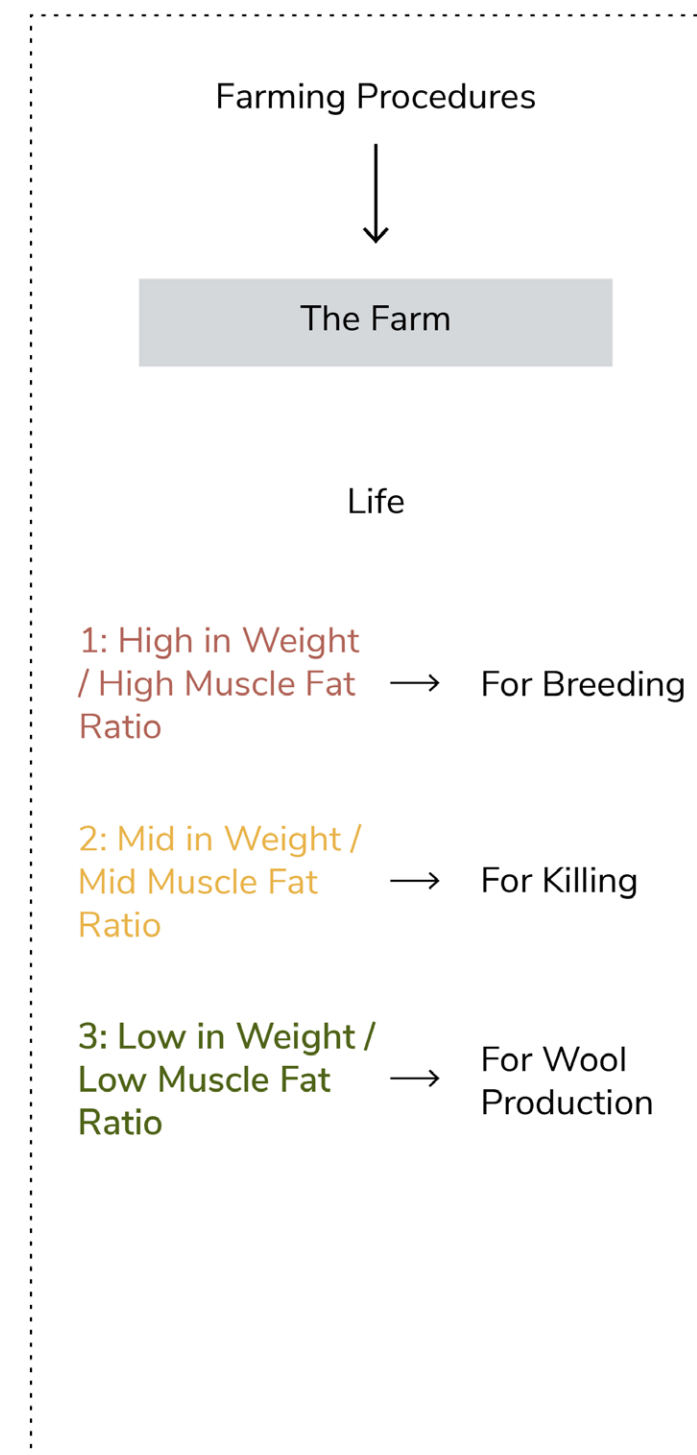 Farming Procedures
The Farm
Life
1: High in Weight
/ High Muscle Fat
Ratio
For Breeding
2: Mid in Weight /
Mid Muscle Fat
Ratio
For Killing
3: Low in Weight /
Low Muscle Fat
Ratio
For Wool
Production